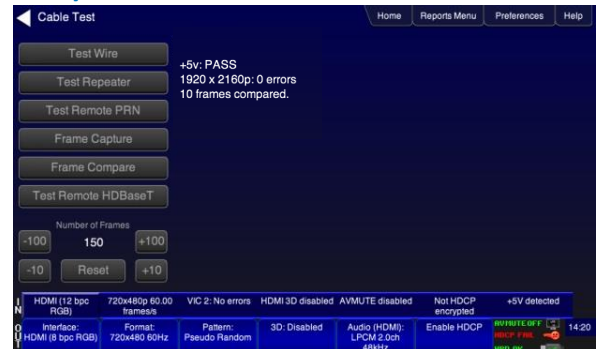 Cable Test
Home
Reports Menu
Preferences
Help
Test Wire
Test Repeater
Test Remote PRN
Frame Capture
Frame Compare
Test Remote HDBaseT
+5v: PASS
1920 x 2160p: 0 errors
10 frames compared.
Number of Frames
-100
150
+100
-10
Reset
+10
IN
HDMI (12 bpc
RGB)
720x480p 60.00
frames/s
VIC 2: No errors
HDMI 3D disabled
AVMUTE disabled
Not HDCP
encrypted
+5V detected
OUT
Interface:
HDMI (8 bpc RGB)
Format:
720x480 60Hz
Pattern:
Pseudo Random
3D: Disabled
Audio (HDMI):
LPCM 2.0ch
48kHz
Enable HDCP
AVMUTE OFF
HDCP FAIL
14:20